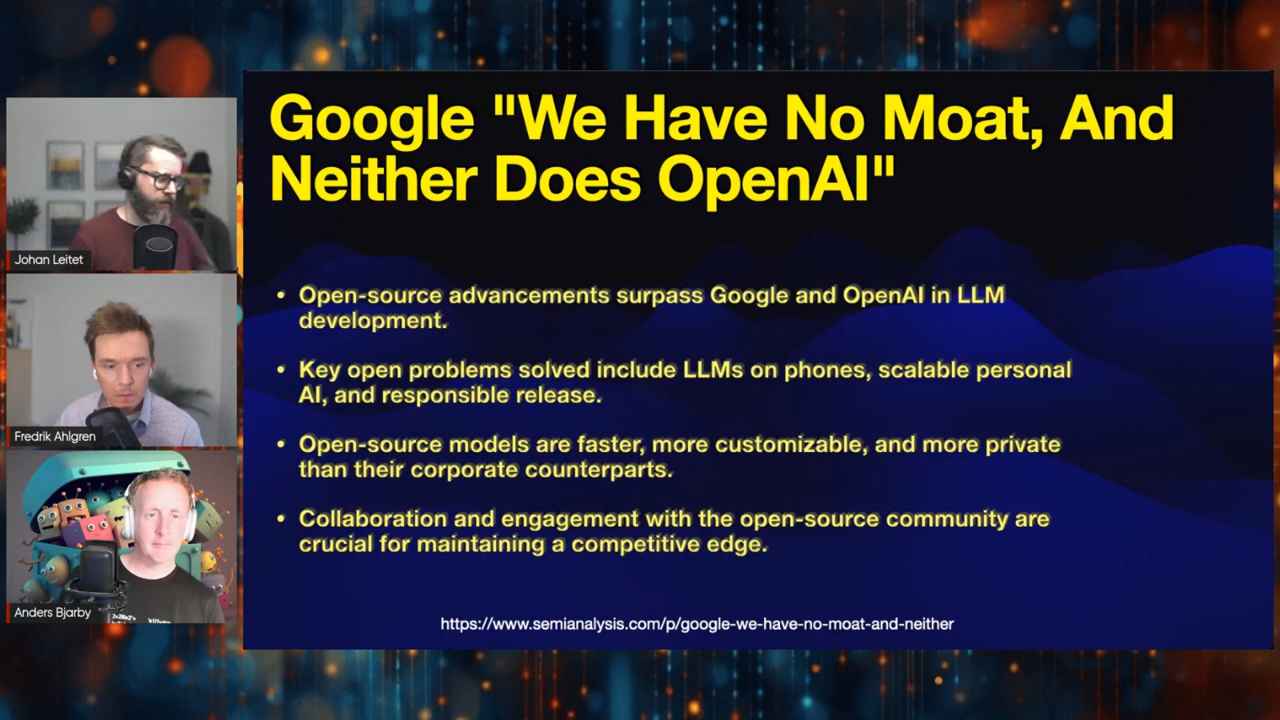 Google "We Have No Moat, And
Neither Does OpenAI"
• Open-source advancements surpass Google and OpenAI in LLM
development.
• Key open problems solved include LLMs on phones, scalable personal
AI, and responsible release.
• Open-source models are faster, more customizable, and more private
than their corporate counterparts.
• Collaboration and engagement with the open-source community are
crucial for maintaining a competitive edge.
https://www.semianalysis.com/p/google-we-have-no-moat-and-neither
Johan Leitet
Fredrik Ahlgren
Anders Bjarby